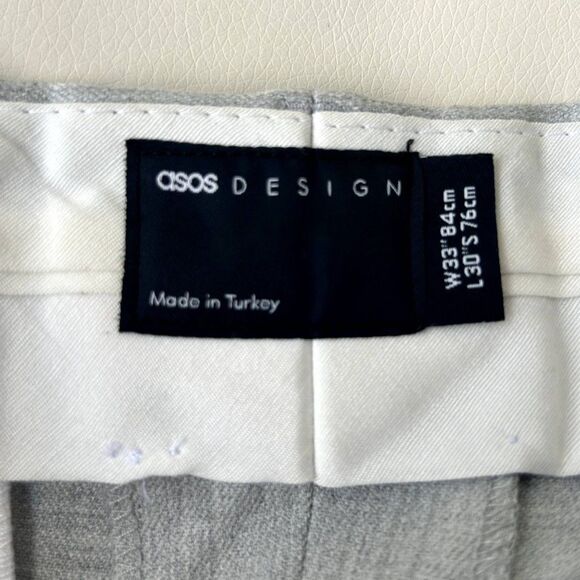 asos DESIGN
Made in Turkey
W33" 84cm
L30"S 76cm